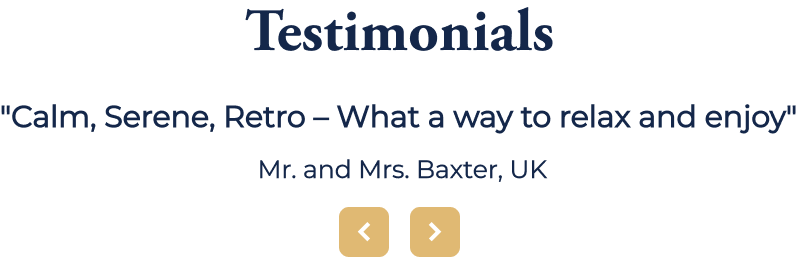 Testimonials
"Calm, Serene, Retro – What a way to relax and enjoy"
Mr. and Mrs. Baxter, UK